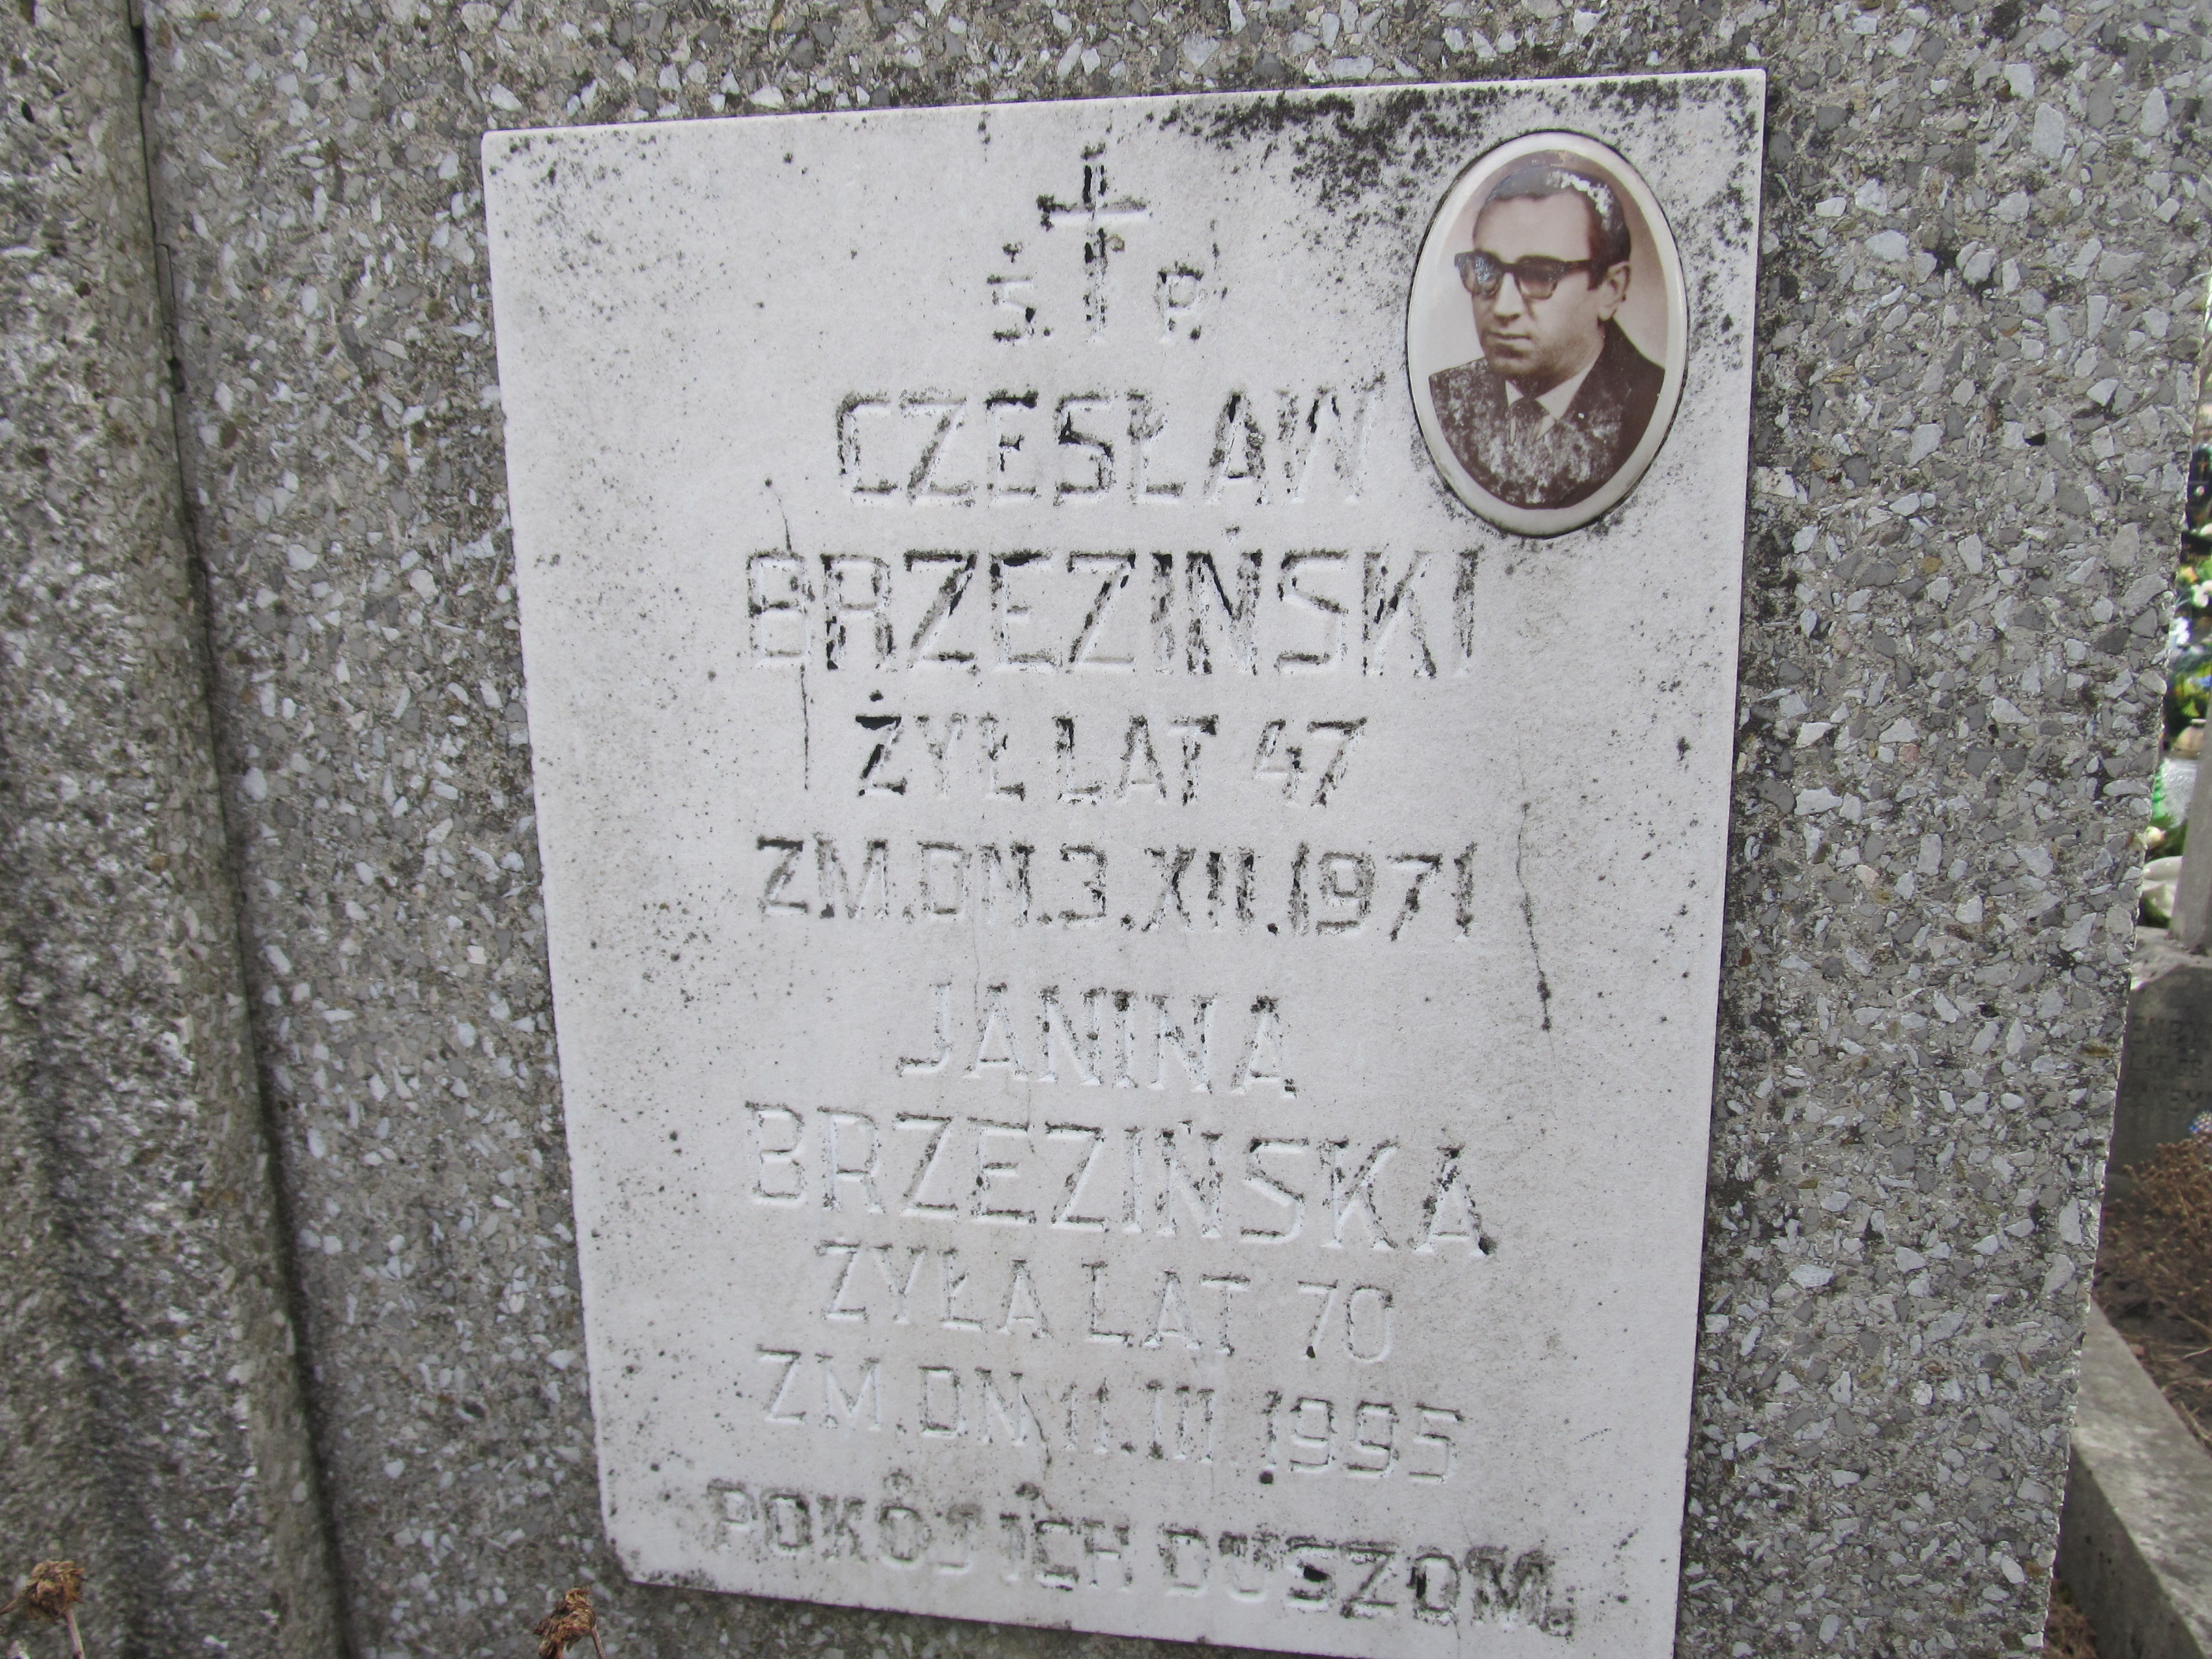 Ś. P.
CZESŁAW
BRZEZIŃSKI
ŻYŁ LAT 47
ZM.DN.3.XII.1971
JANINA
BRZEZIŃSKA
ŻYŁA LAT 70
ZM.DN.11.III.1995
POKÓJ ICH DUSZOM.